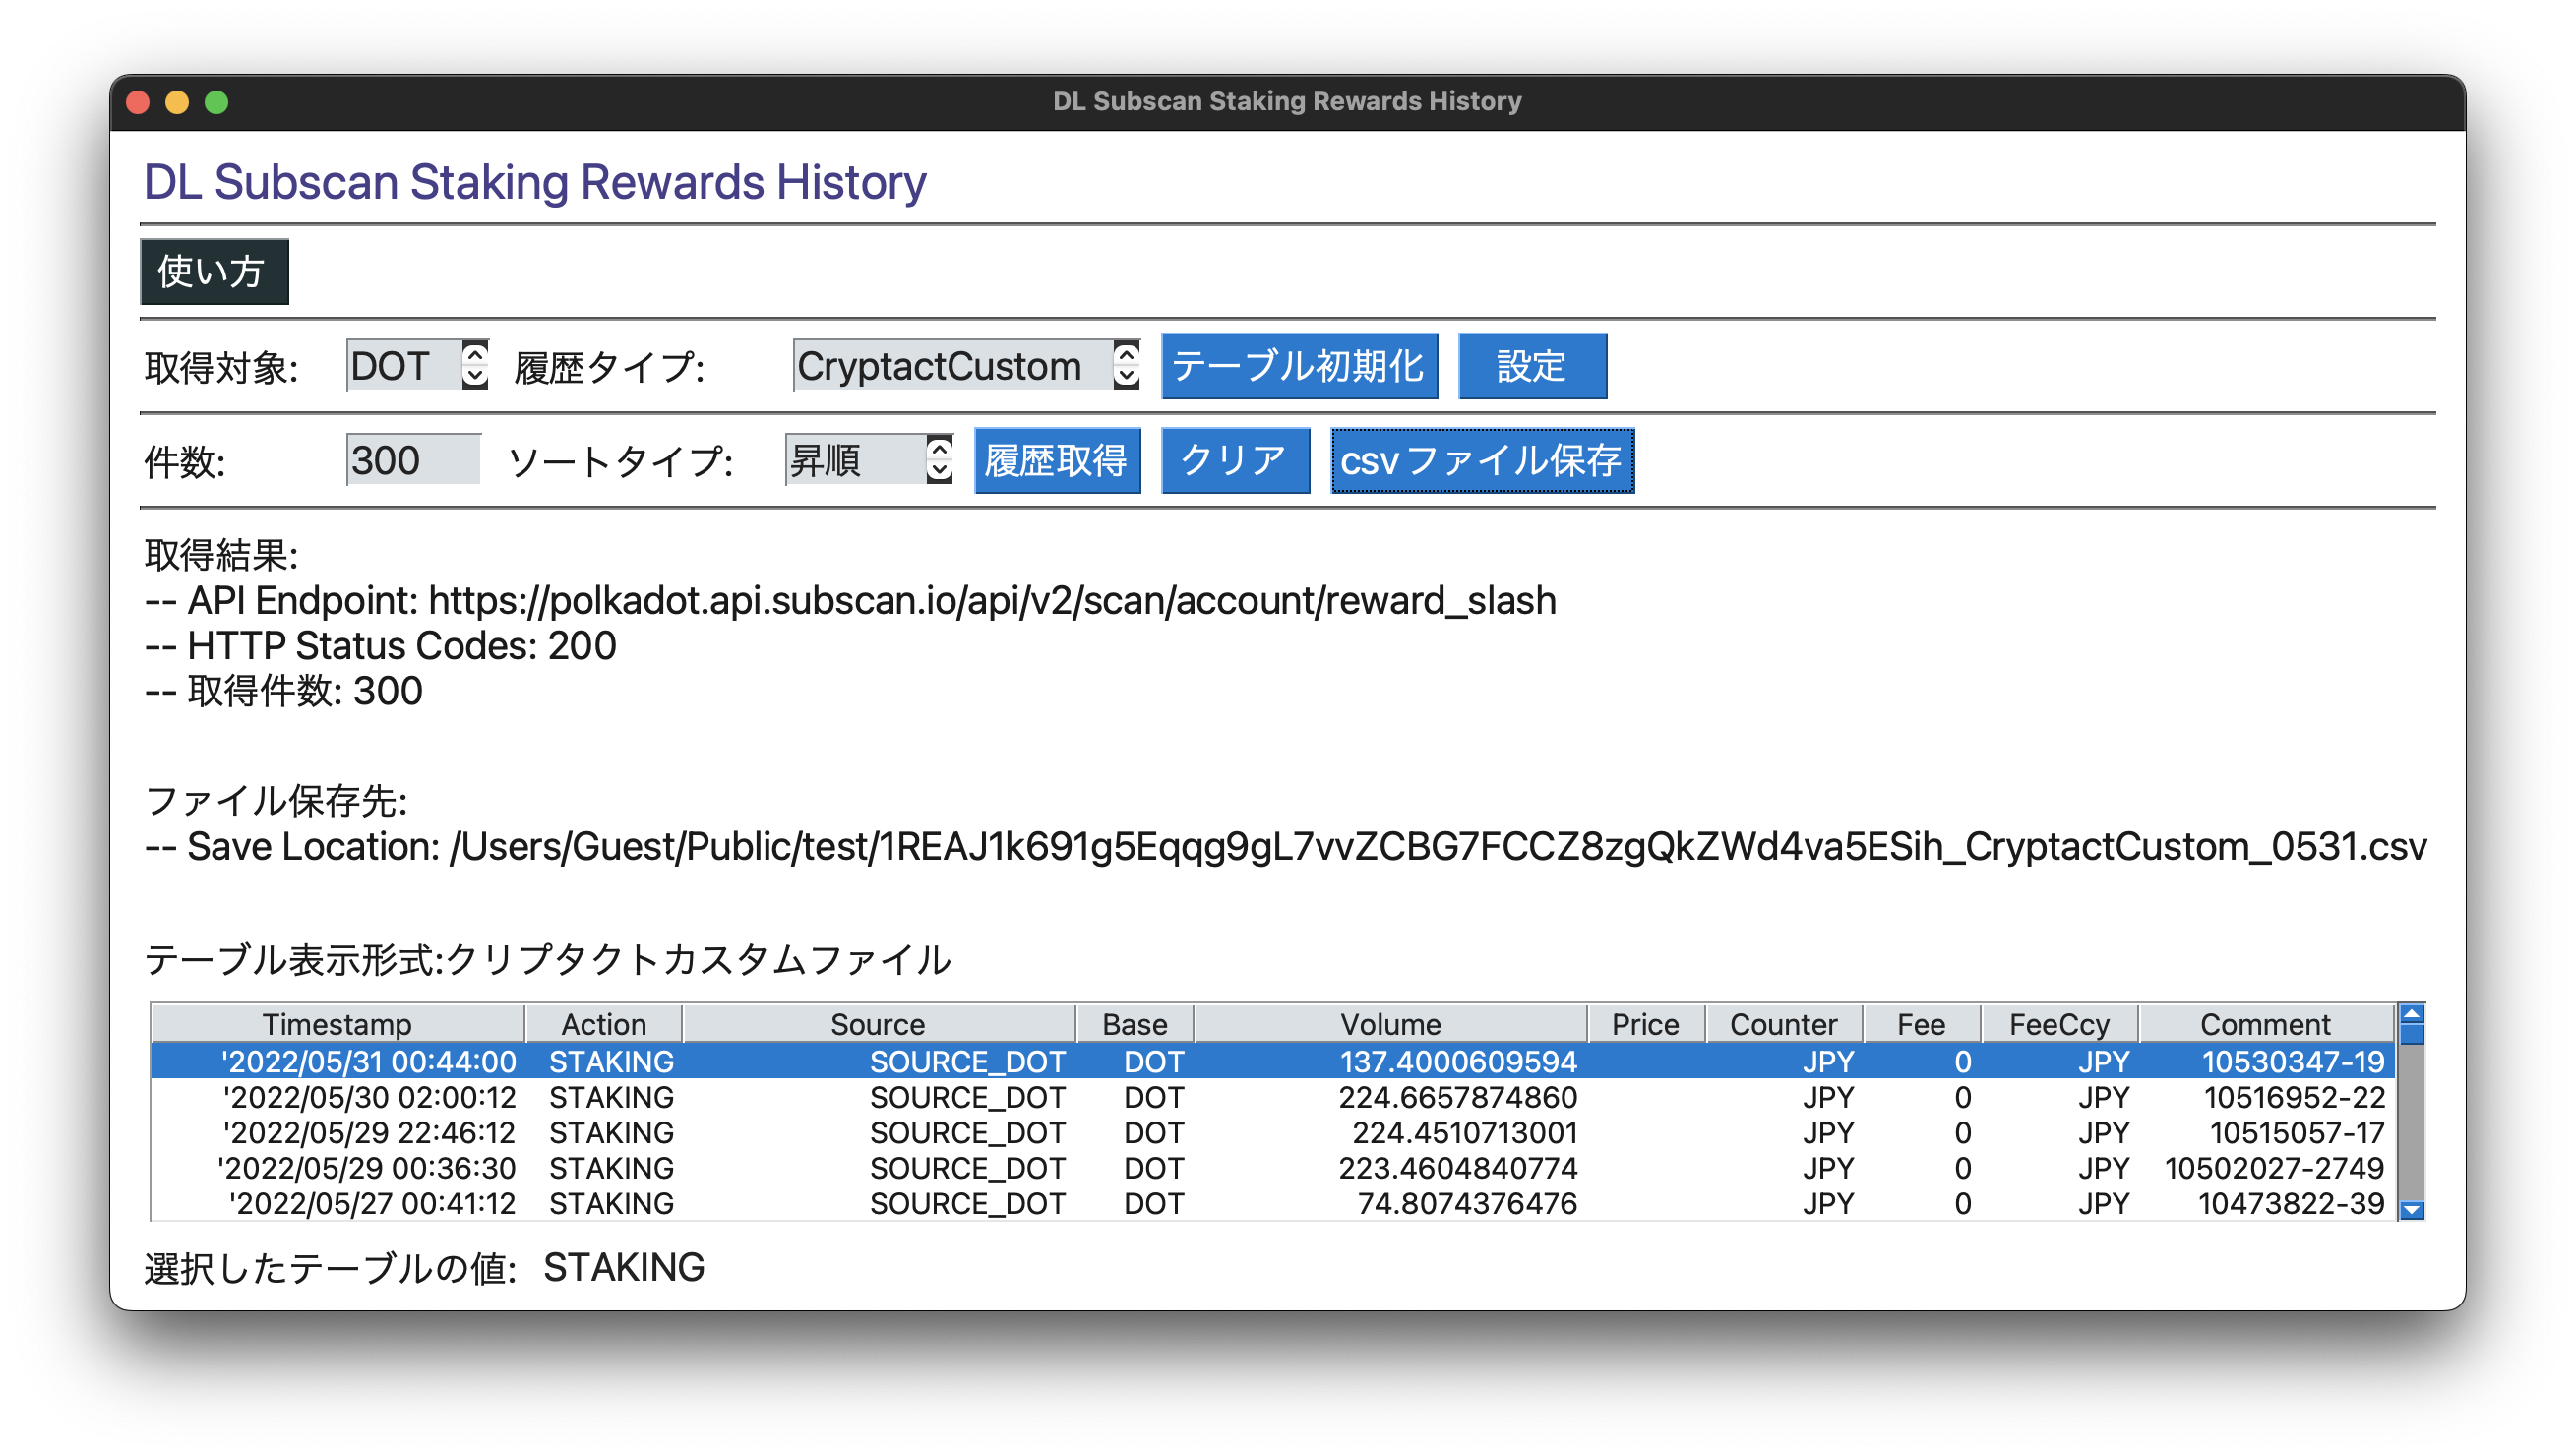 DL Subscan Staking Rewards History
DL Subscan Staking Rewards History
使い方
取得対象: DOT 履歴タイプ: CryptactCustom テーブル初期化 設定
件数: 300 ソートタイプ: 昇順 履歴取得 クリア csvファイル保存
取得結果:
-- API Endpoint: https://polkadot.api.subscan.io/api/v2/scan/account/reward_slash
-- HTTP Status Codes: 200
-- 取得件数: 300
ファイル保存先:
-- Save Location: /Users/Guest/Public/test/1REAJ1k691g5Eqqg9gL7vvZCBG7FCCZ8zgQkZWd4va5ESih_CryptactCustom_0531.csv
テーブル表示形式:クリプタクトカスタムファイル
Timestamp Action Source Base Volume Price Counter Fee FeeCcy Comment
'2022/05/31 00:44:00 STAKING SOURCE_DOT DOT 137.4000609594 JPY 0 JPY 10530347-19
'2022/05/30 02:00:12 STAKING SOURCE_DOT DOT 224.6657874860 JPY 0 JPY 10516952-22
'2022/05/29 22:46:12 STAKING SOURCE_DOT DOT 224.4510713001 JPY 0 JPY 10515057-17
'2022/05/29 00:36:30 STAKING SOURCE_DOT DOT 223.4604840774 JPY 0 JPY 10502027-2749
'2022/05/27 00:41:12 STAKING SOURCE_DOT DOT 74.8074376476 JPY 0 JPY 10473822-39
選択したテーブルの値: STAKING